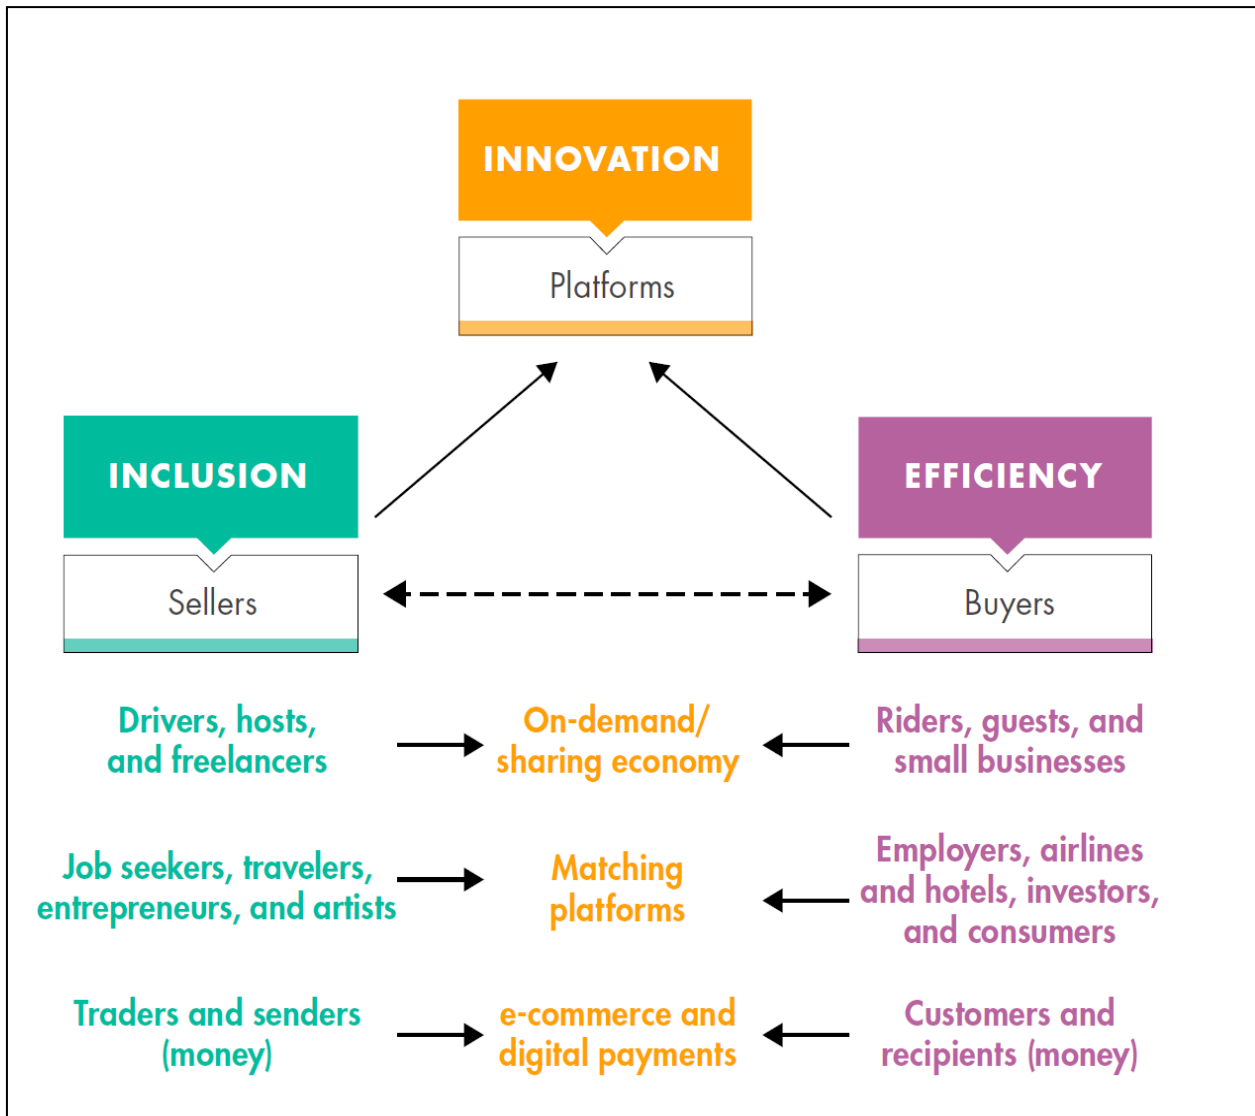 INNOVATION
Platforms
INCLUSION
Sellers
EFFICIENCY
Buyers
Drivers, hosts,
and freelancers
On-demand/
sharing economy
Riders, guests, and
small businesses
Job seekers, travelers,
entrepreneurs, and artists
Matching
platforms
Employers, airlines
and hotels, investors,
and consumers
Traders and senders
(money)
e-commerce and
digital payments
Customers and
recipients (money)